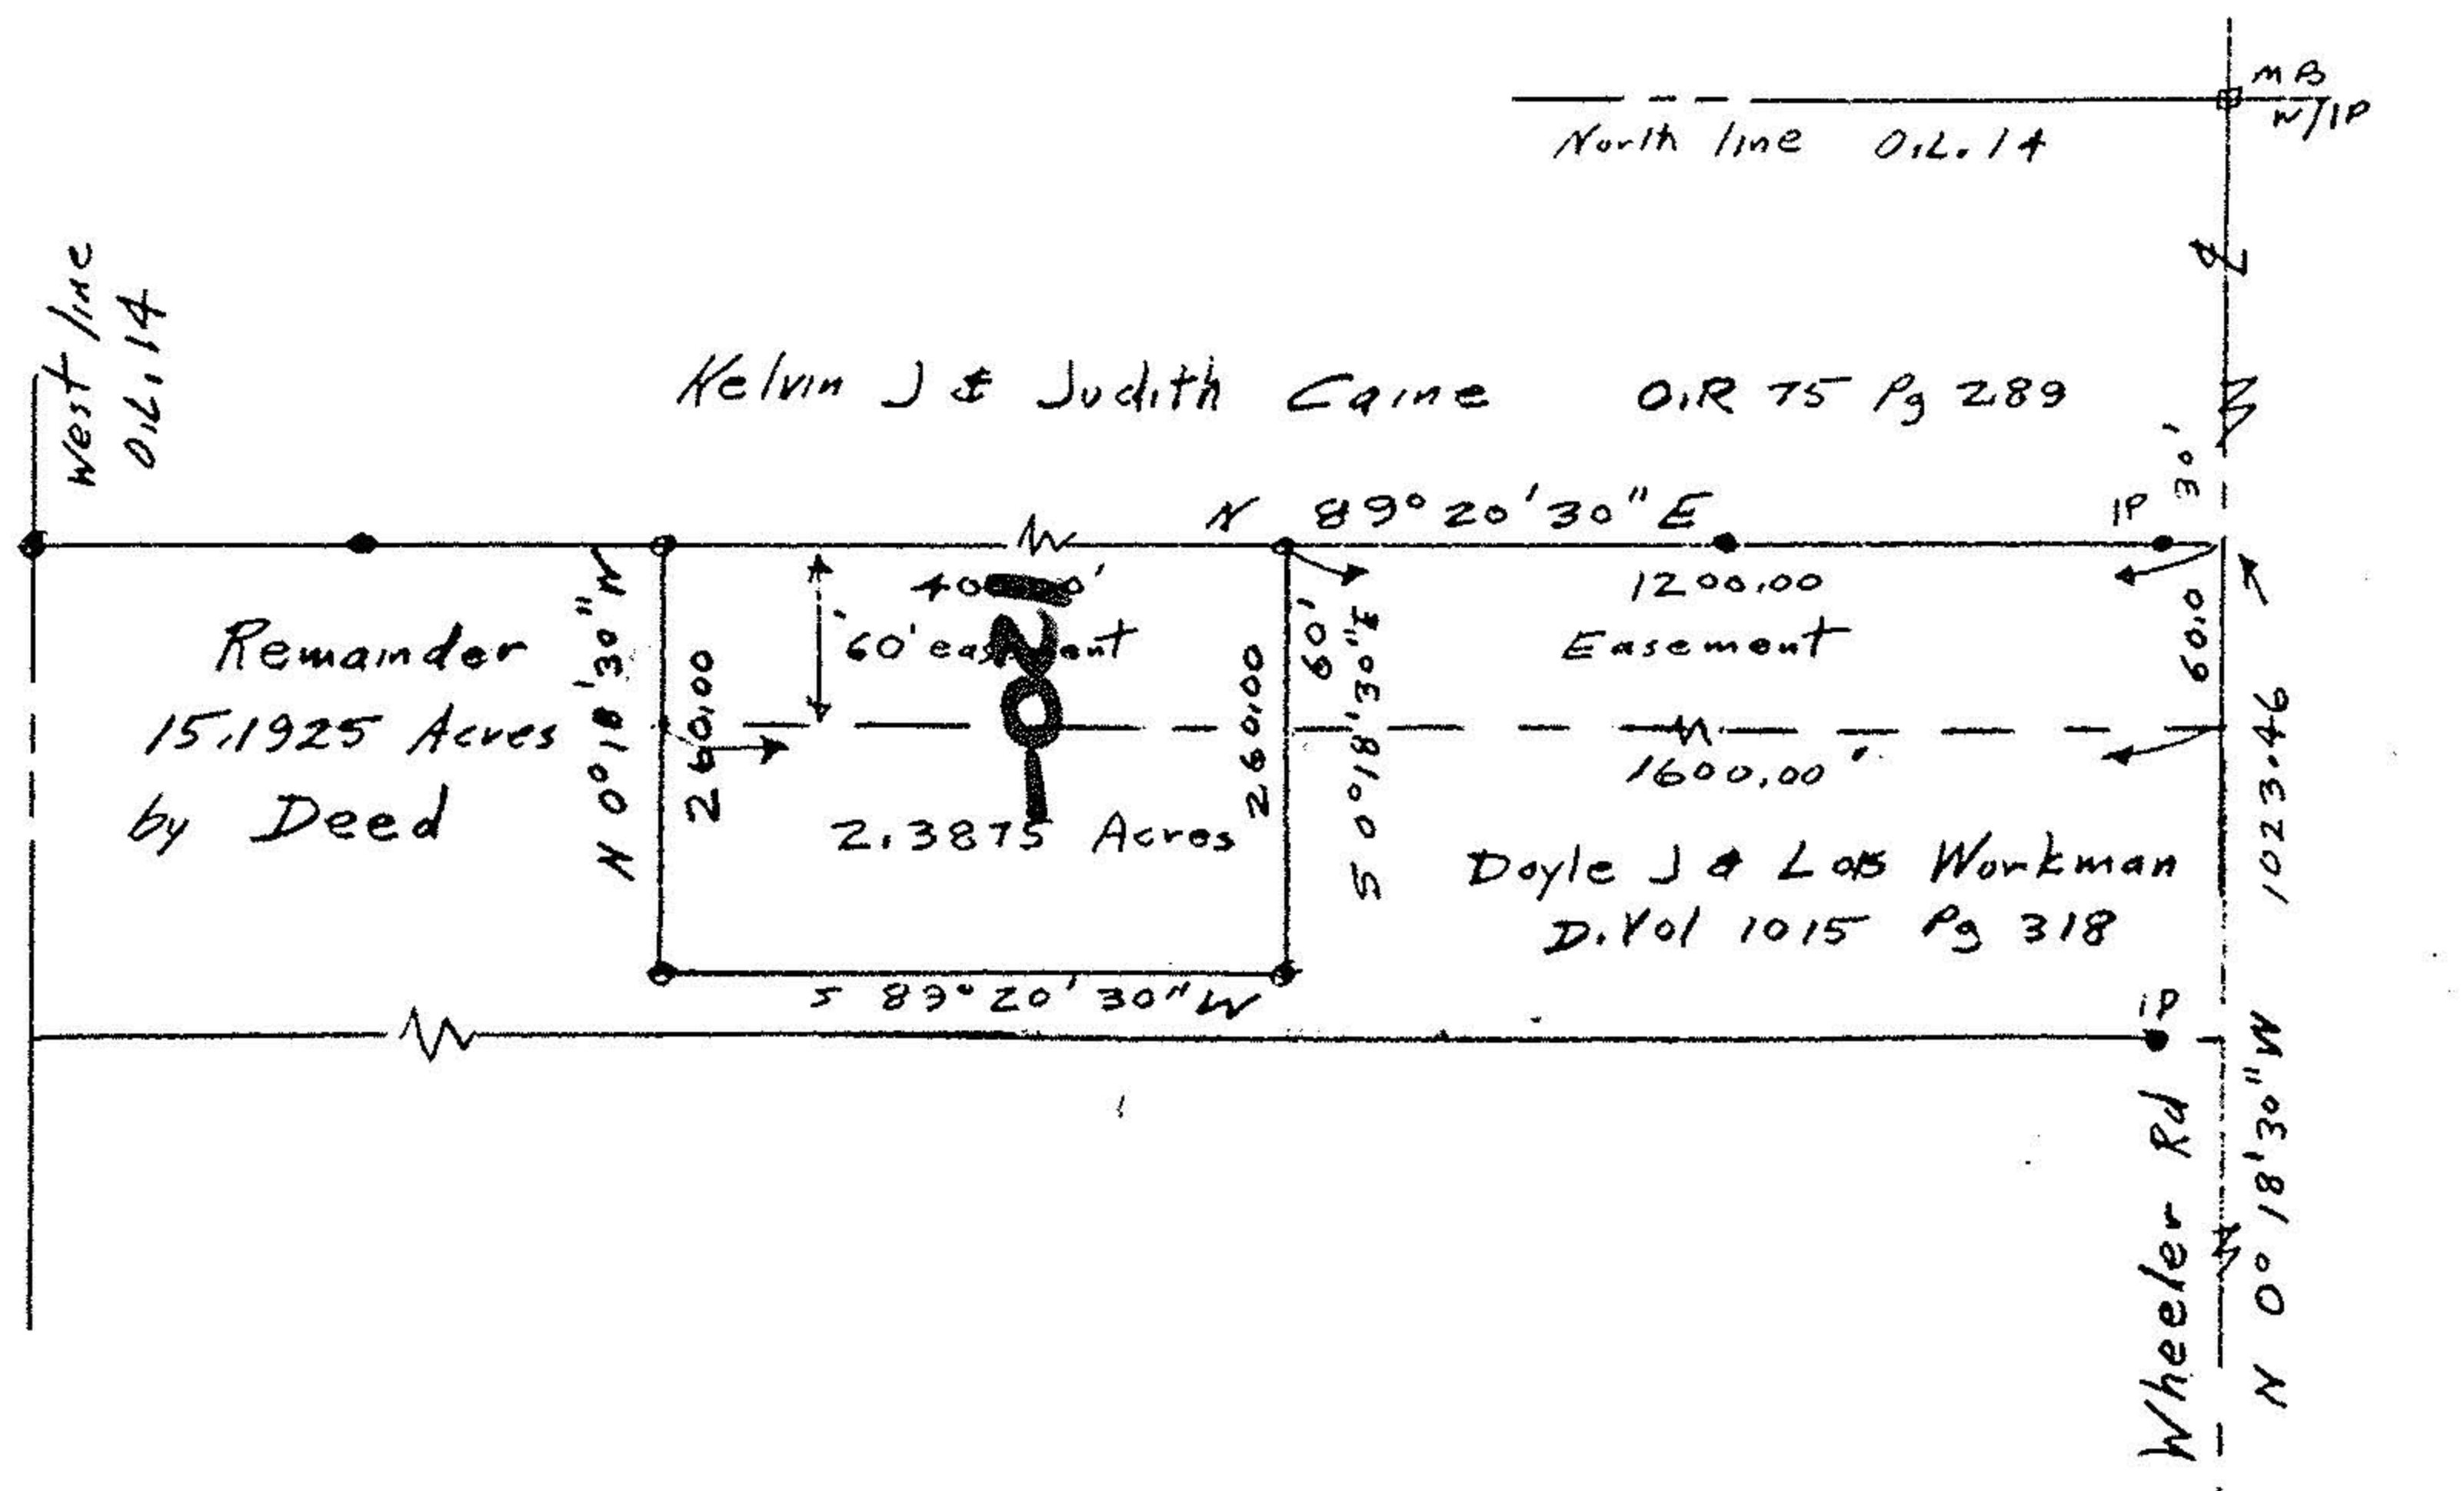 MB
W/IP
North line O.L. 14
West line
O.L. 14
Kelvin J & Judith Caine O.R 75 Pg 289
30'
IP
N 89° 20' 30" E
1200.00
60' easement
60'
Easement
60.0
Remainder
15.1925 Acres
by Deed
N 0° 18' 30" W
260.00
260.00
S 0° 18' 30" E
1600.00'
1023.46
2.3875 Acres
Doyle J & Lois Workman
D. Vol 1015 Pg 318
S 89° 20' 30" W
IP
Wheeler Rd
N 0° 18' 30" W